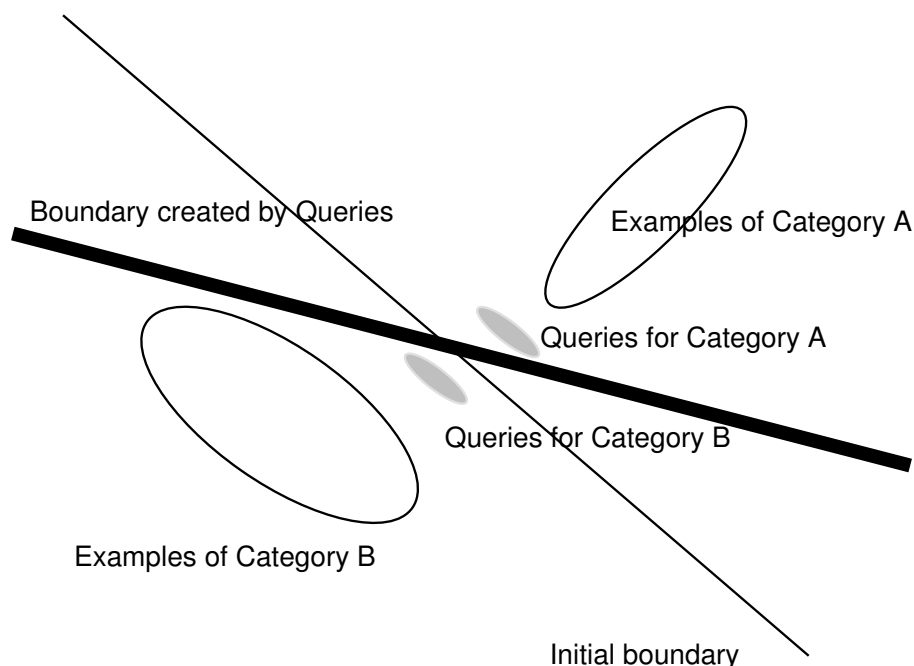 Boundary created by Queries
Examples of Category A
Queries for Category A
Queries for Category B
Examples of Category B
Initial boundary